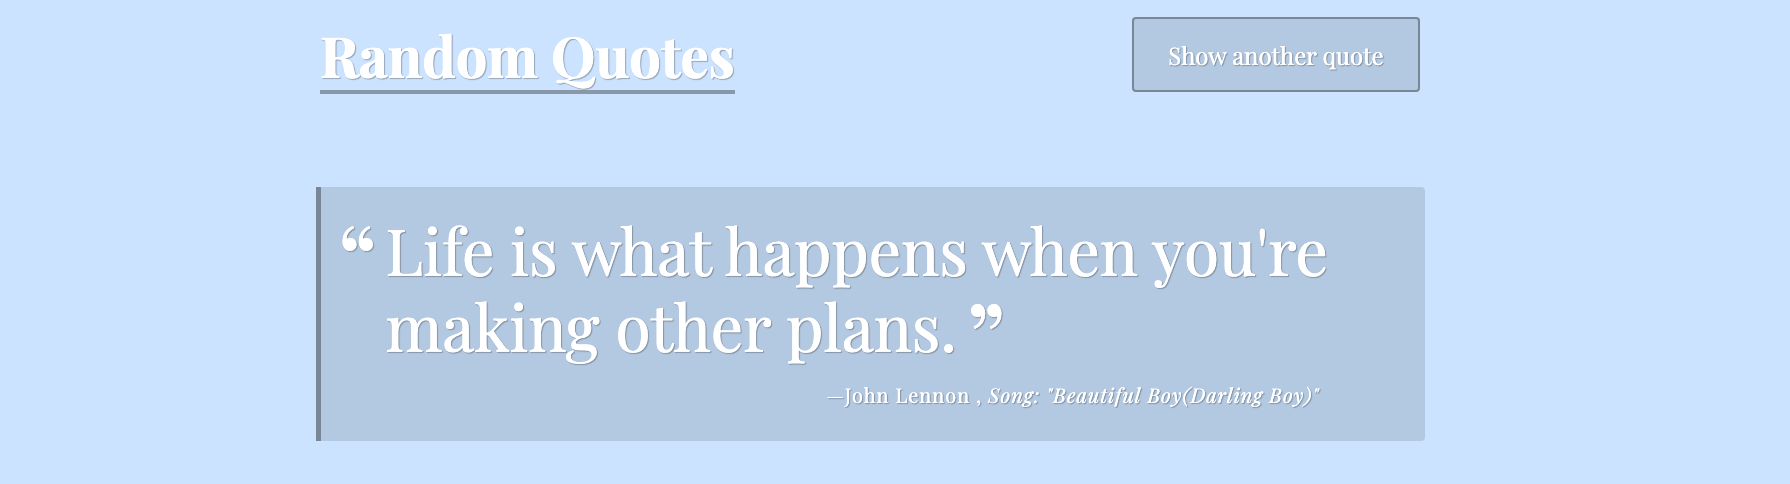 Random Quotes
Show another quote
“ Life is what happens when you're
making other plans. ”
—John Lennon , Song: "Beautiful Boy(Darling Boy)"